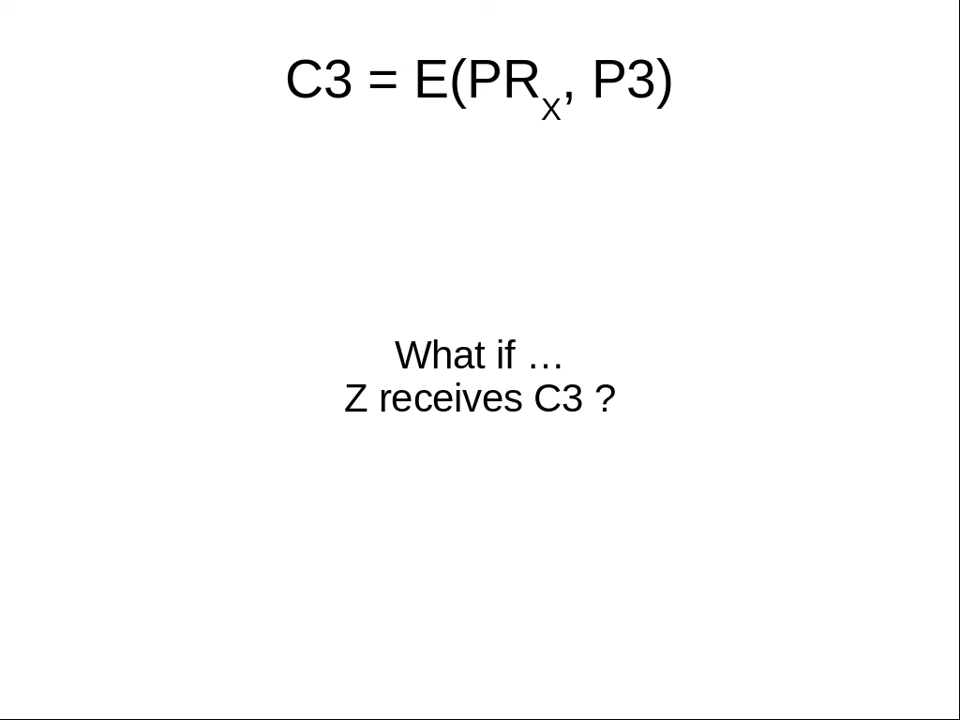 C3 = E(PRX, P3)
What if …
Z receives C3 ?